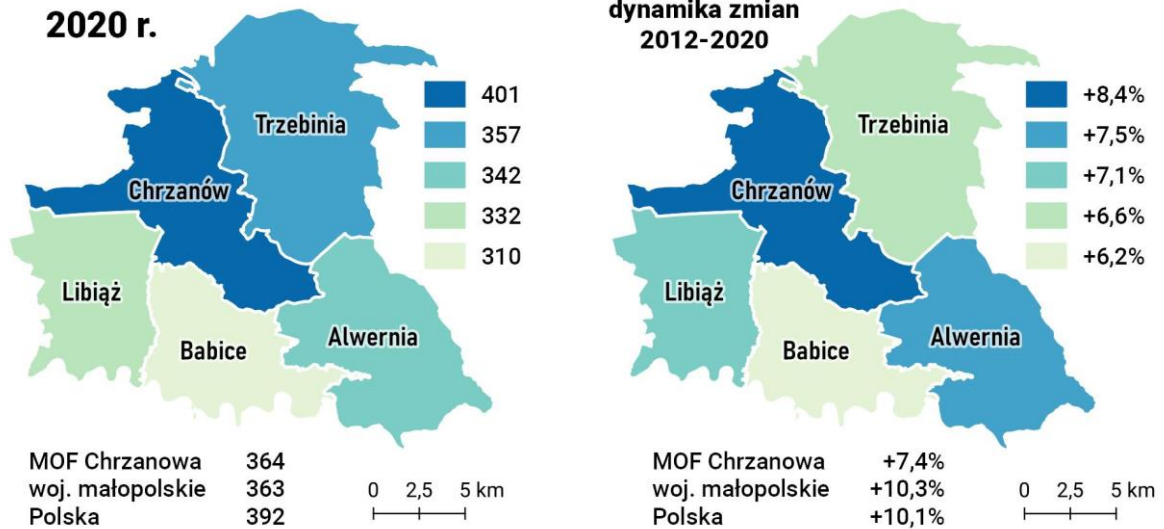 2020 r.
401
357
342
332
310
Trzebinia
Chrzanów
Libiąż
Babice
Alwernia
MOF Chrzanowa 364
woj. małopolskie 363
Polska 392
0 2,5 5 km
dynamika zmian
2012-2020
+8,4%
+7,5%
+7,1%
+6,6%
+6,2%
Trzebinia
Chrzanów
Libiąż
Babice
Alwernia
MOF Chrzanowa +7,4%
woj. małopolskie +10,3%
Polska +10,1%
0 2,5 5 km